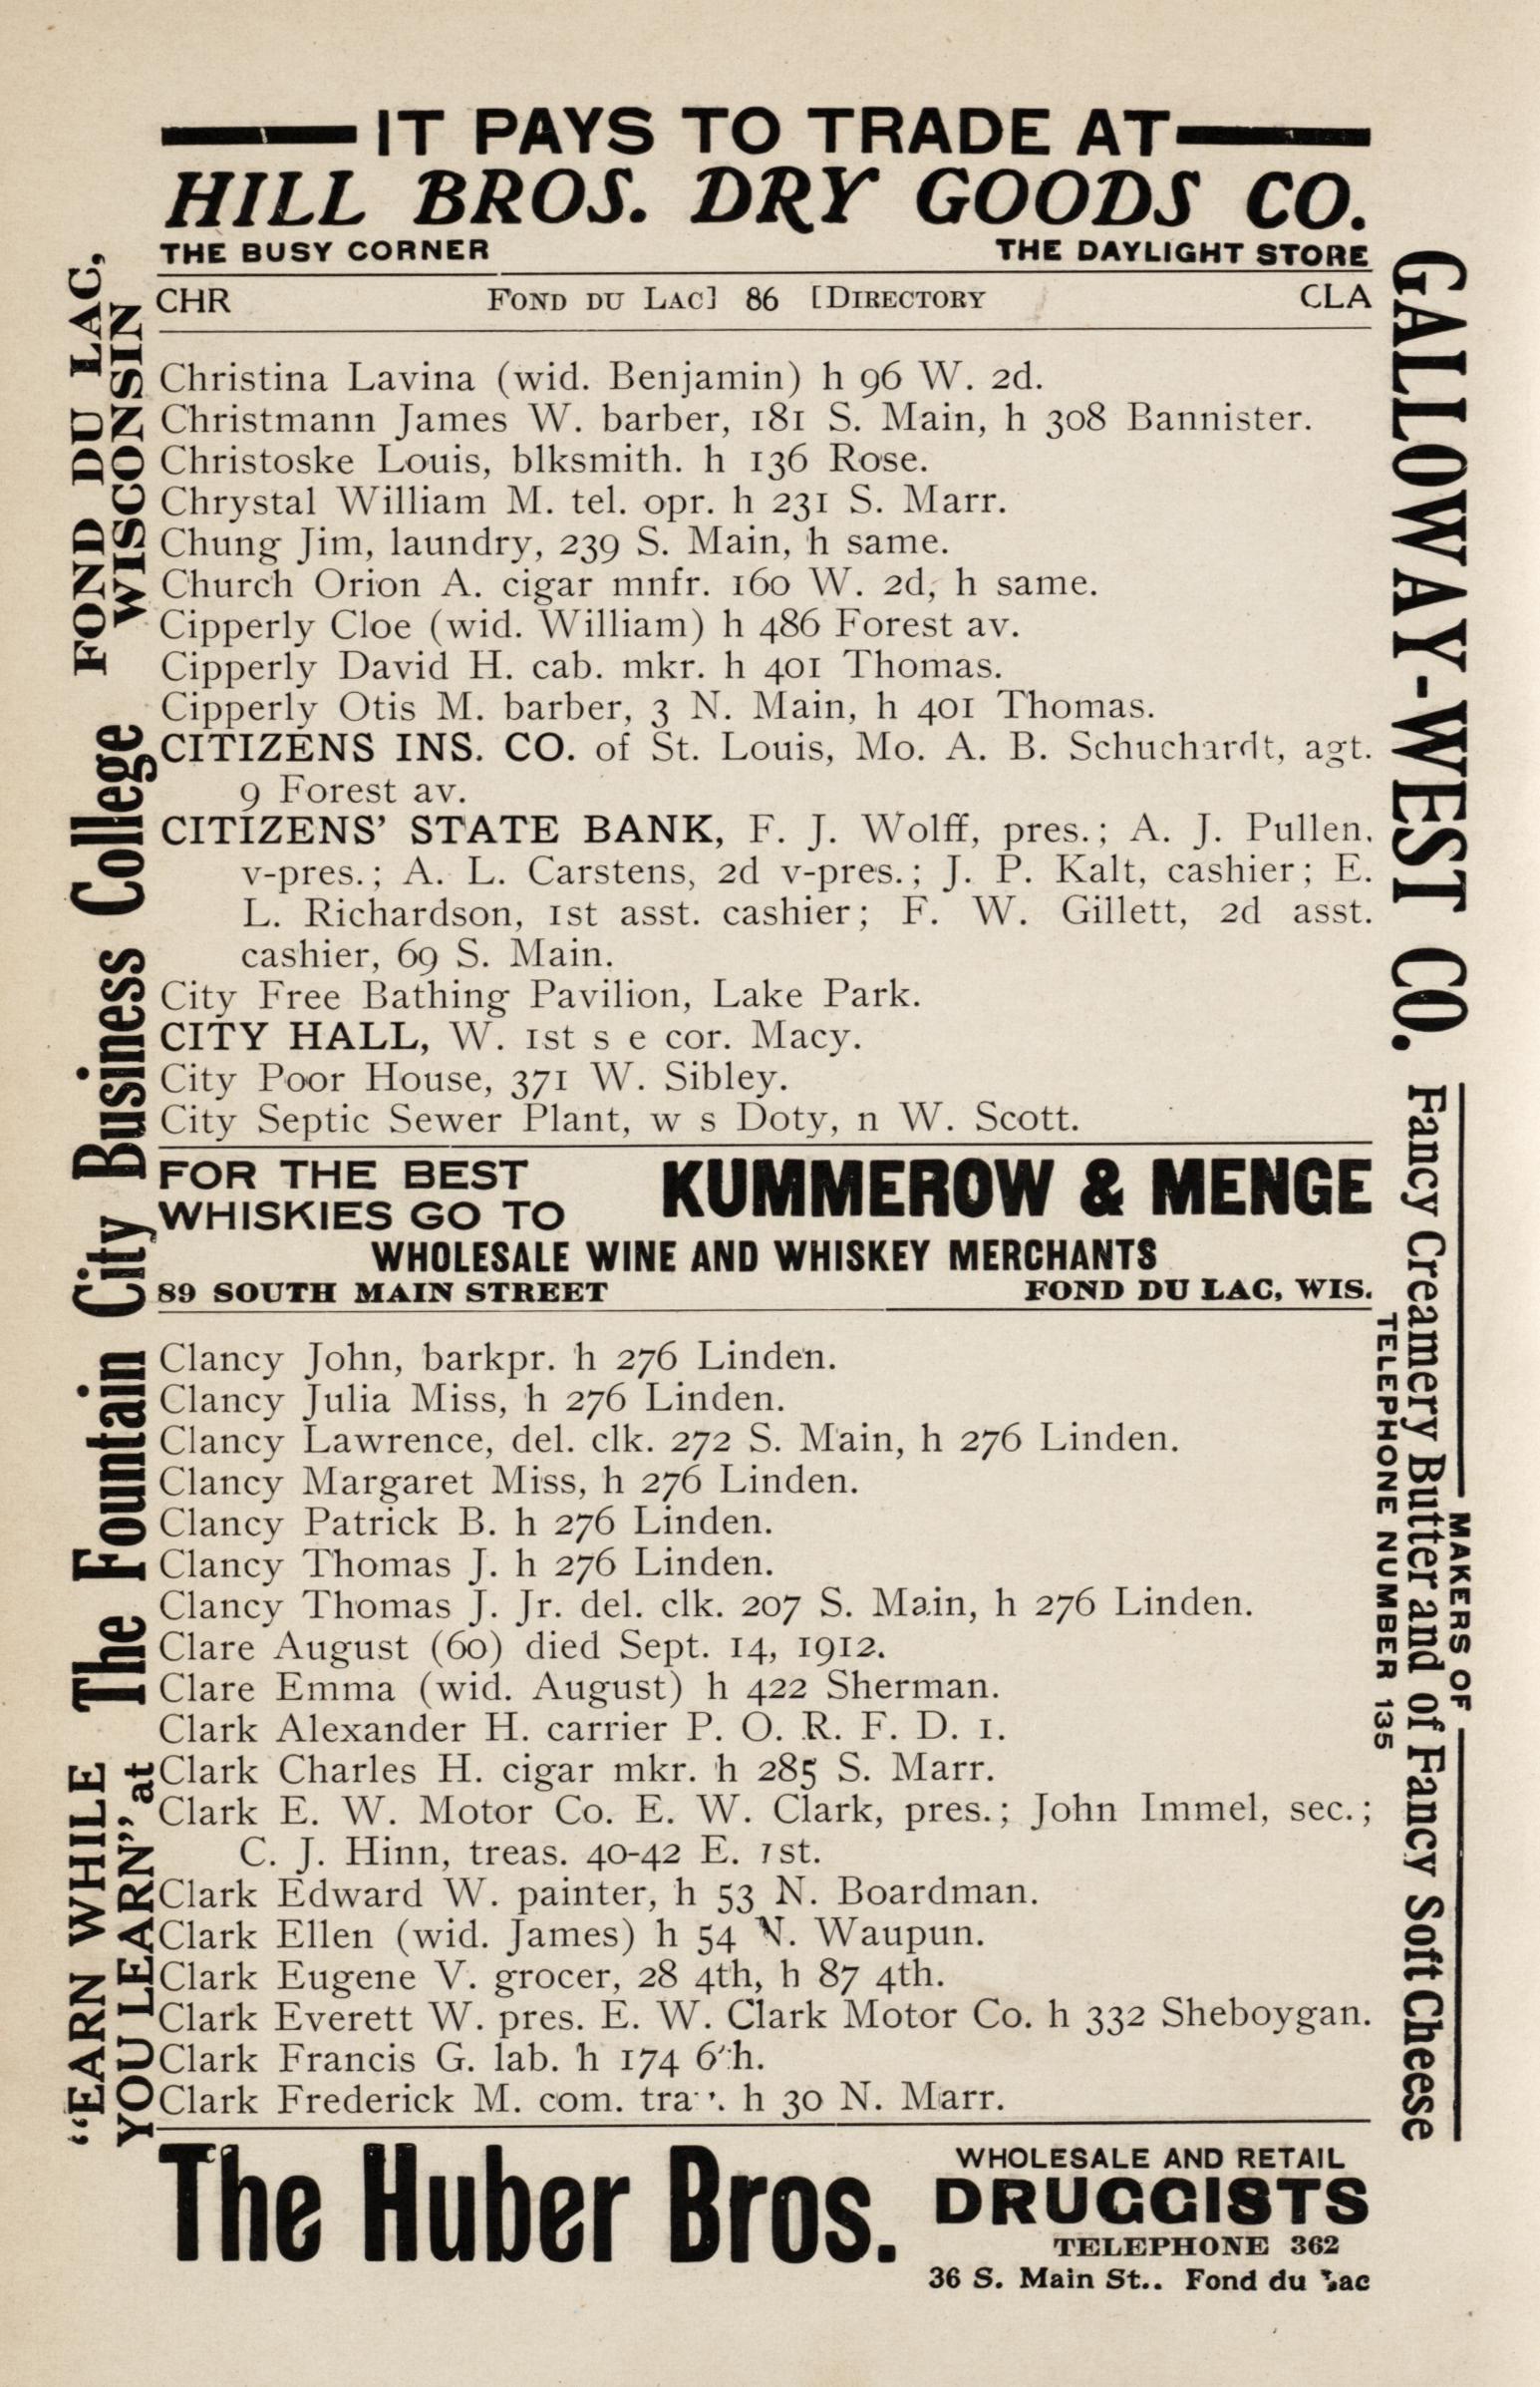 IT PAYS TO TRADE AT
HILL BROS. DRY GOODS CO.
THE BUSY CORNER THE DAYLIGHT STORE
CHR FOND DU LAC] 86 [DIRECTORY CLA
Christina Lavina (wid. Benjamin) h 96 W. 2d.
Christmann James W. barber, 181 S. Main, h 308 Bannister.
Christoske Louis, blksmith. h 136 Rose.
Chrystal William M. tel. opr. h 231 S. Marr.
Chung Jim, laundry, 239 S. Main, h same.
Church Orion A. cigar mnfr. 160 W. 2d, h same.
Cipperly Cloe (wid. William) h 486 Forest av.
Cipperly David H. cab. mkr. h 401 Thomas.
Cipperly Otis M. barber, 3 N. Main, h 401 Thomas.
CITIZENS INS. CO. of St. Louis, Mo. A. B. Schuchardt, agt.
9 Forest av.
CITIZENS' STATE BANK, F. J. Wolff, pres.; A. J. Pullen.
v-pres.; A. L. Carstens, 2d v-pres.; J. P. Kalt, cashier; E.
L. Richardson, 1st asst. cashier; F. W. Gillett, 2d asst.
cashier, 69 S. Main.
City Free Bathing Pavilion, Lake Park.
CITY HALL, W. 1st s e cor. Macy.
City Poor House, 371 W. Sibley.
City Septic Sewer Plant, w s Doty, n W. Scott.
FOR THE BEST
WHISKIES GO TO
KUMMEROW & MENGE
WHOLESALE WINE AND WHISKEY MERCHANTS
89 SOUTH MAIN STREET FOND DU LAC, WIS.
Clancy John, barkpr. h 276 Linden.
Clancy Julia Miss, h 276 Linden.
Clancy Lawrence, del. clk. 272 S. Main, h 276 Linden.
Clancy Margaret Miss, h 276 Linden.
Clancy Patrick B. h 276 Linden.
Clancy Thomas J. h 276 Linden.
Clancy Thomas J. Jr. del. clk. 207 S. Main, h 276 Linden.
Clare August (60) died Sept. 14, 1912.
Clare Emma (wid. August) h 422 Sherman.
Clark Alexander H. carrier P. O. R. F. D. 1.
Clark Charles H. cigar mkr. h 285 S. Marr.
Clark E. W. Motor Co. E. W. Clark, pres.; John Immel, sec.;
C. J. Hinn, treas. 40-42 E. 1st.
Clark Edward W. painter, h 53 N. Boardman.
Clark Ellen (wid. James) h 54 N. Waupun.
Clark Eugene V. grocer, 28 4th, h 87 4th.
Clark Everett W. pres. E. W. Clark Motor Co. h 332 Sheboygan.
Clark Francis G. lab. h 174 6th.
Clark Frederick M. com. trav. h 30 N. Marr.
The Huber Bros.
WHOLESALE AND RETAIL
DRUGGISTS
TELEPHONE 362
36 S. Main St.. Fond du Lac
"EARN WHILE
YOU LEARN" at
The Fountain City Business College
FOND DU LAC,
WISCONSIN
GALLOWAY-WEST CO.
MAKERS OF
Fancy Creamery Butter and of Fancy Soft Cheese
TELEPHONE NUMBER 135